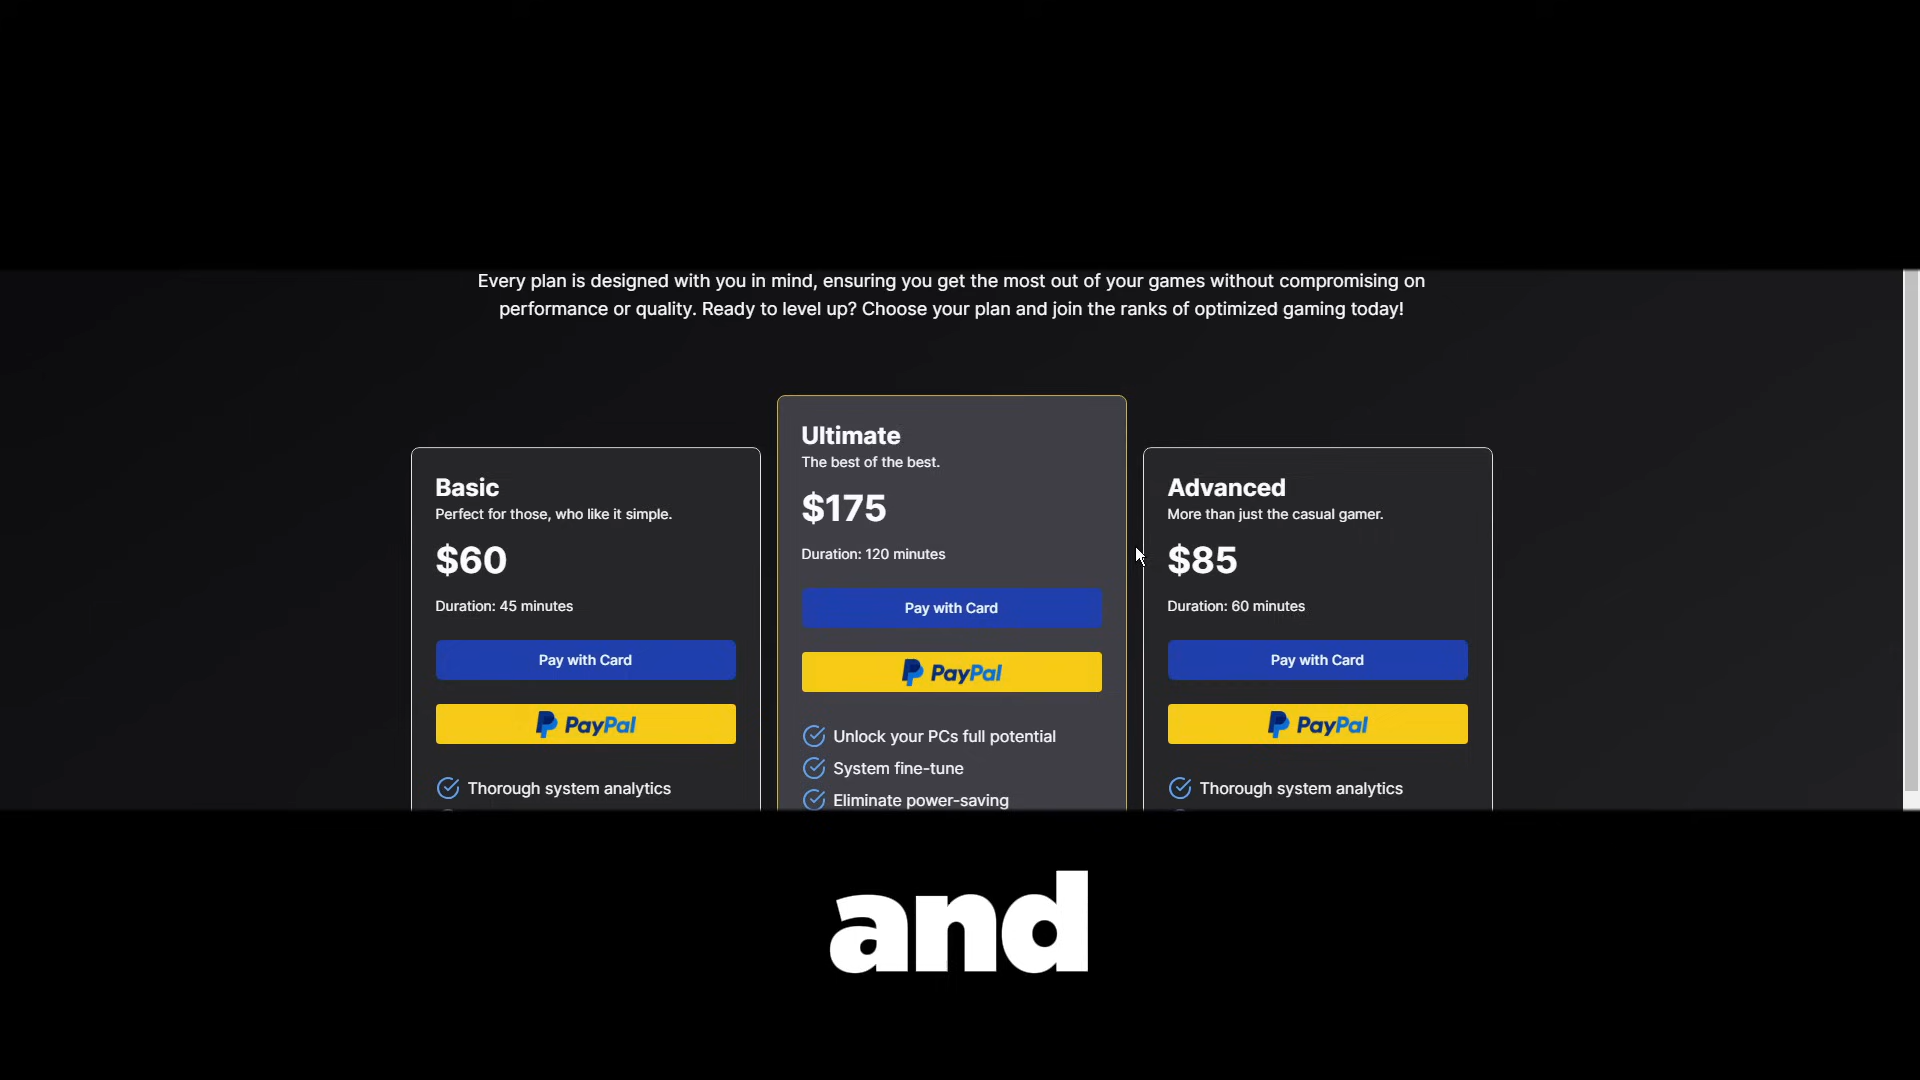 Every plan is designed with you in mind, ensuring you get the most out of your games without compromising on
performance or quality. Ready to level up? Choose your plan and join the ranks of optimized gaming today!
Basic
Perfect for those, who like it simple.
$60
Duration: 45 minutes
Pay with Card
PayPal
Thorough system analytics
Ultimate
The best of the best.
$175
Duration: 120 minutes
Pay with Card
PayPal
Unlock your PCs full potential
System fine-tune
Eliminate power-saving
Advanced
More than just the casual gamer.
$85
Duration: 60 minutes
Pay with Card
PayPal
Thorough system analytics
and